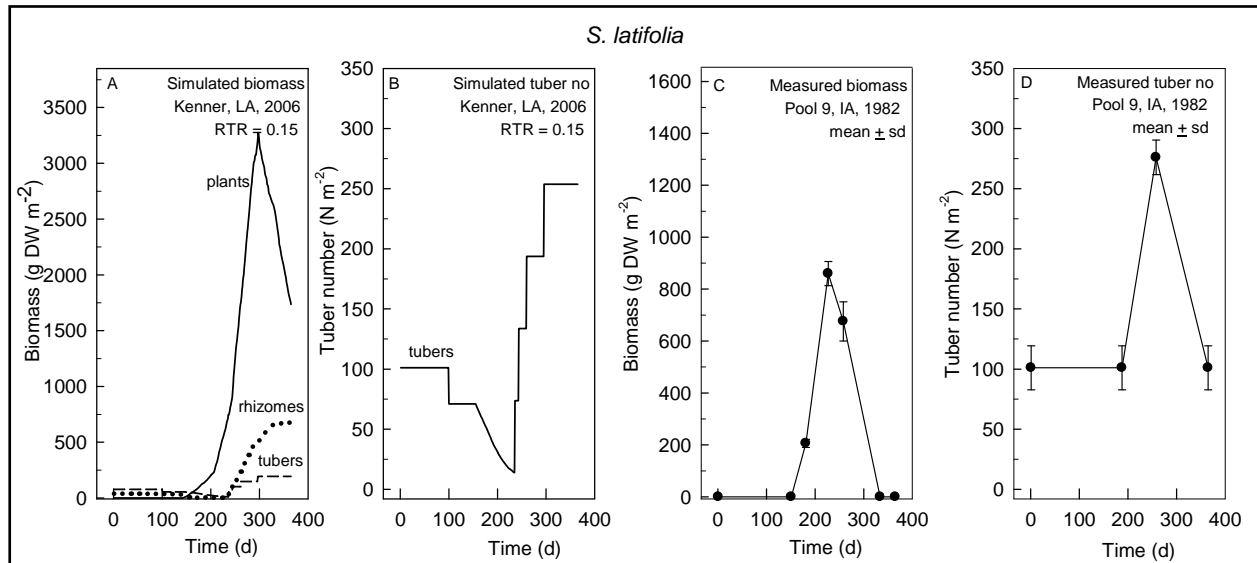 S. latifolia
A
Simulated biomass
Kenner, LA, 2006
RTR = 0.15
plants
rhizomes
tubers
Biomass (g DW m-2)
3500
3250
2750
2250
1750
1000
500
250
0
0 100 200 300 400
Time (d)
B
Simulated tuber no
Kenner, LA, 2006
RTR = 0.15
tubers
Tuber number (N m-2)
350
300
250
200
150
100
50
0
0 100 200 300 400
Time (d)
C
Measured biomass
Pool 9, IA, 1982
mean ± sd
Biomass (g DW m-2)
1600
1400
1200
1000
800
600
400
200
0
0 100 200 300 400
Time (d)
D
Measured tuber no
Pool 9, IA, 1982
mean ± sd
Tuber number (N m-2)
350
300
250
200
150
100
50
0
0 100 200 300 400
Time (d)